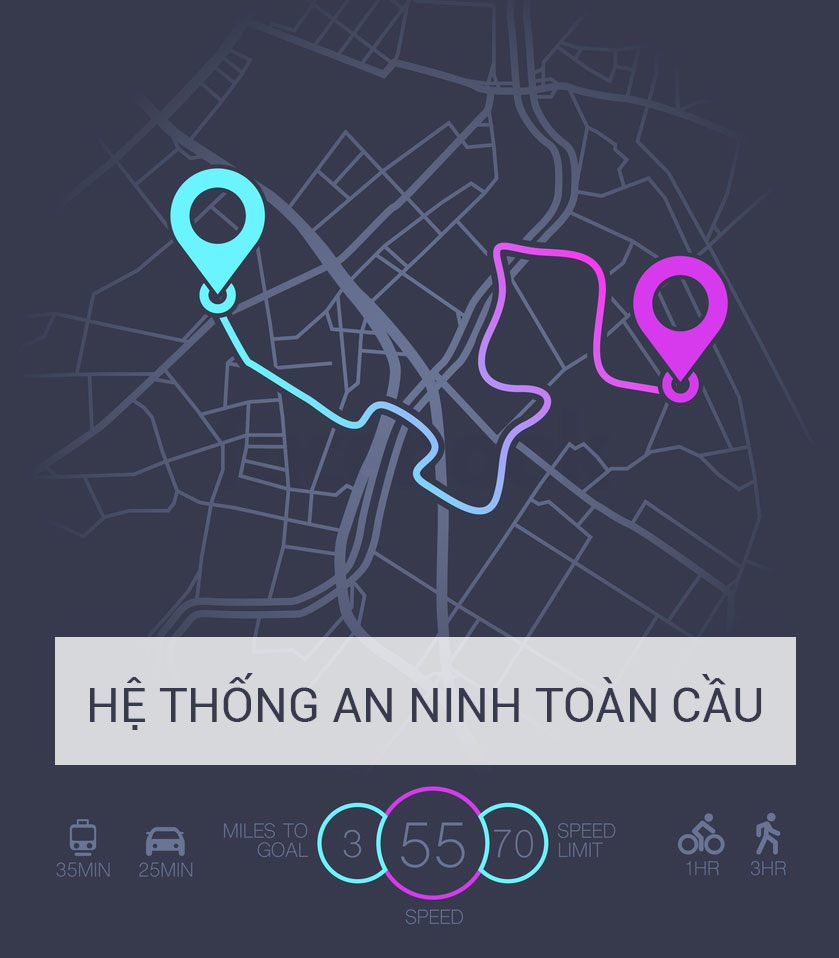 HỆ THỐNG AN NINH TOÀN CẦU
35MIN
25MIN
MILES TO
GOAL
3
55
70
SPEED
LIMIT
SPEED
1HR
3HR